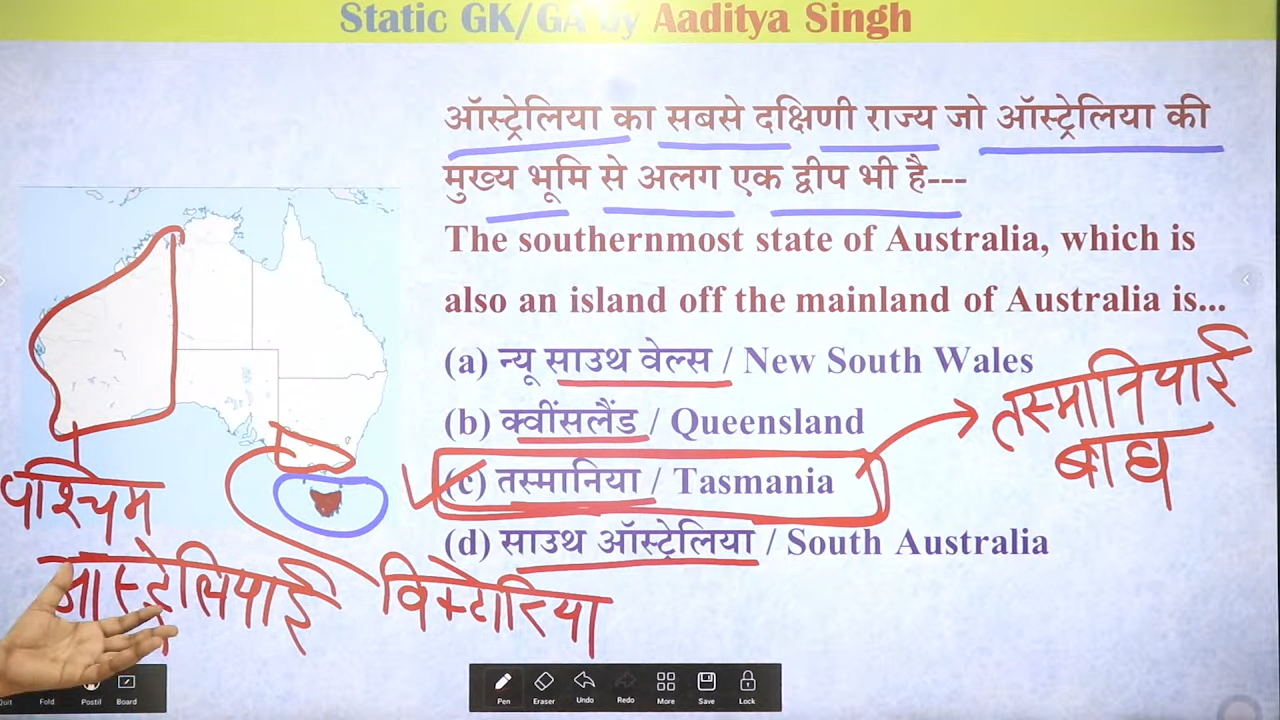 Static GK/GA by Aaditya Singh
ऑस्ट्रेलिया का सबसे दक्षिणी राज्य जो ऑस्ट्रेलिया की
मुख्य भूमि से अलग एक द्वीप भी है---
The southernmost state of Australia, which is
also an island off the mainland of Australia is...
(a) न्यू साउथ वेल्स / New South Wales
(b) क्वींसलैंड / Queensland
(c) तस्मानिया / Tasmania
(d) साउथ ऑस्ट्रेलिया / South Australia
तस्मानियाई
बाघ
पश्चिम
आस्ट्रेलियाई
विक्टोरिया
Quit Fold Postil Board
Pen Eraser Undo Redo More Save Lock